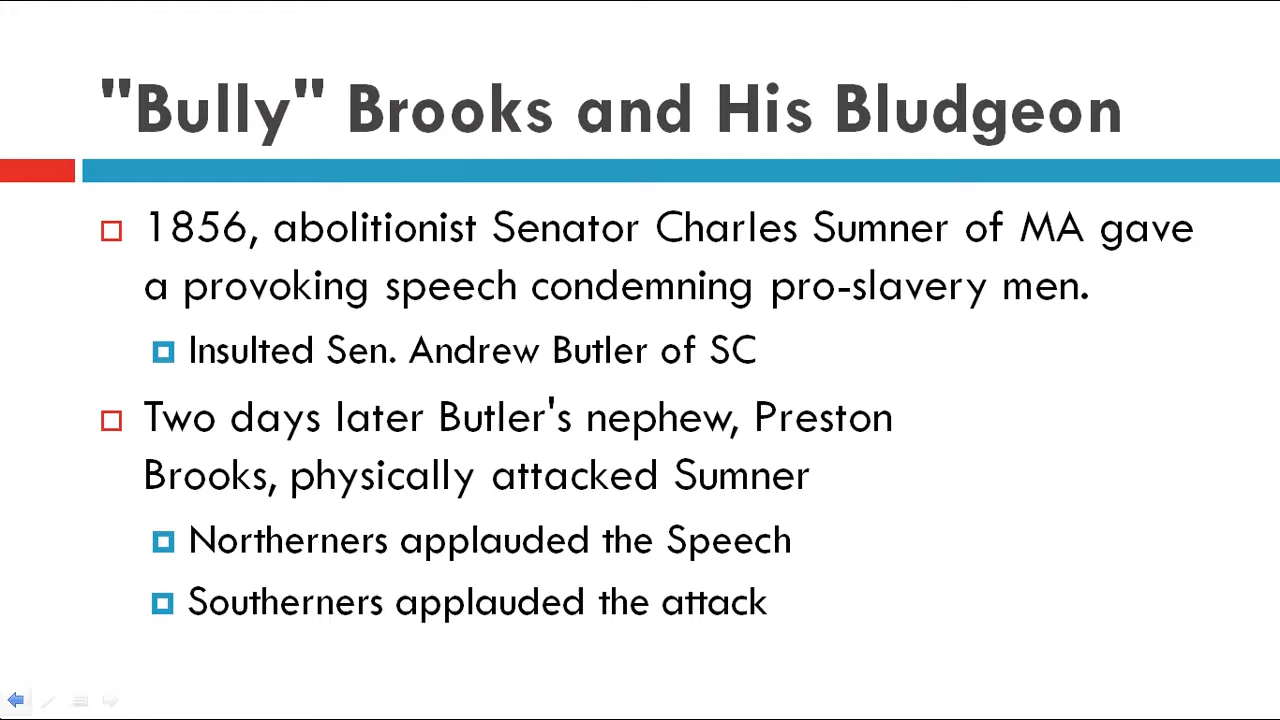 "Bully" Brooks and His Bludgeon
1856, abolitionist Senator Charles Sumner of MA gave
a provoking speech condemning pro-slavery men.
Insulted Sen. Andrew Butler of SC
Two days later Butler's nephew, Preston
Brooks, physically attacked Sumner
Northerners applauded the Speech
Southerners applauded the attack